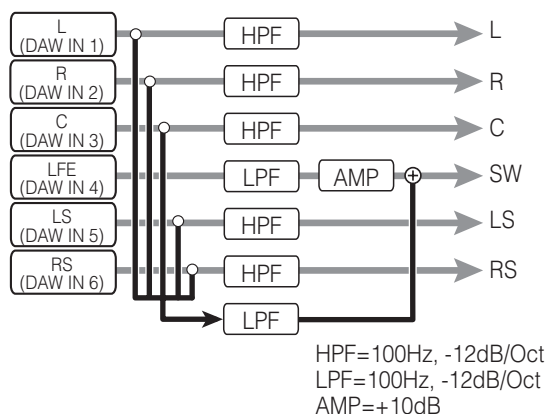 L
(DAW IN 1)
HPF
L
R
(DAW IN 2)
HPF
R
C
(DAW IN 3)
HPF
C
LFE
(DAW IN 4)
LPF
AMP
SW
LS
(DAW IN 5)
HPF
LS
RS
(DAW IN 6)
HPF
RS
LPF
HPF=100Hz, -12dB/Oct
LPF=100Hz, -12dB/Oct
AMP=+10dB